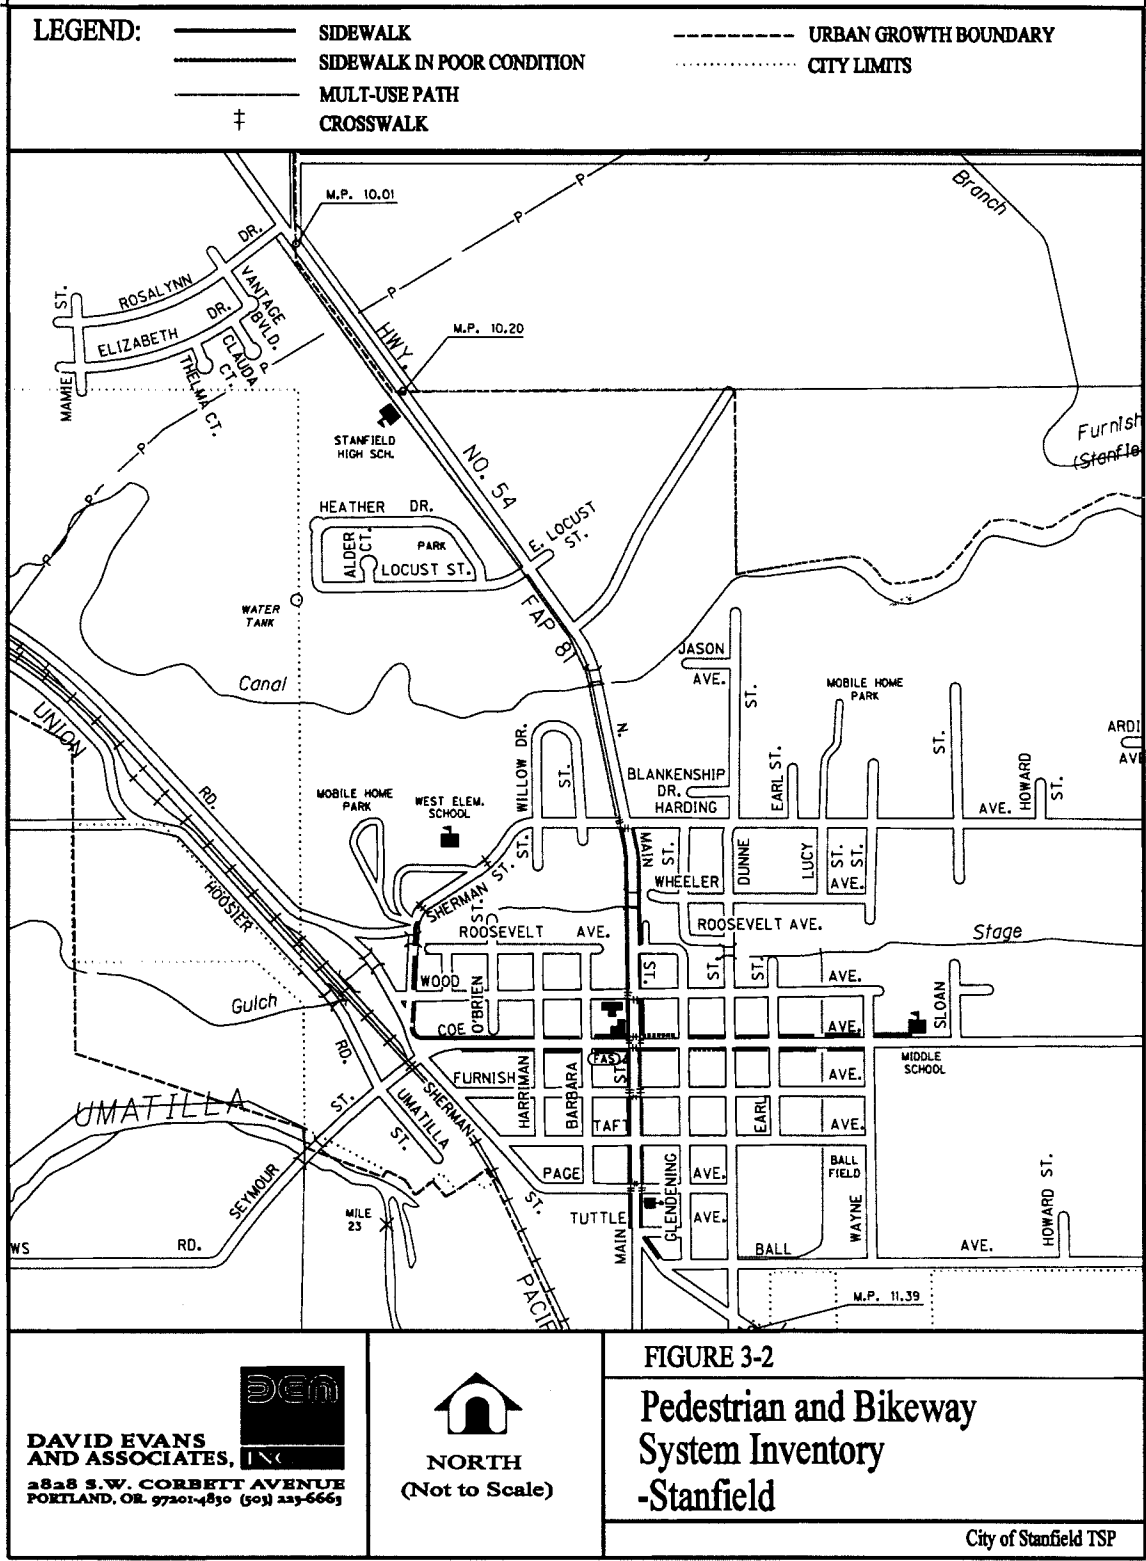 LEGEND:
SIDEWALK
SIDEWALK IN POOR CONDITION
MULT-USE PATH
‡ CROSSWALK
URBAN GROWTH BOUNDARY
CITY LIMITS
M.P. 10.01
Branch
ROSALYNN DR.
VANTAGE BVLD.
MAMIE ST.
ELIZABETH DR.
CLAUDA CT.
THELMA CT.
P
P
P
P
P
P
P
HWY.
M.P. 10.20
STANFIELD
HIGH SCH.
NO. 54
Furnish
(Stanfie
HEATHER DR.
ALDER CT.
PARK
LOCUST ST.
E. LOCUST ST.
WATER
TANK
FAP 81
Canal
JASON
AVE.
ST.
MOBILE HOME
PARK
UNION
RD.
N.
WILLOW DR.
ST.
BLANKENSHIP
DR.
HARDING
EARL ST.
ST.
AVE.
HOWARD
ST.
ARDI
AV
MOBILE HOME
PARK
WEST ELEM.
SCHOOL
HOOSIER
SHERMAN ST.
ST.
ST.
MAIN
ST.
WHEELER
DUNNE
LUCY
ST.
ST.
AVE.
ROOSEVELT AVE.
ROOSEVELT AVE.
Stage
Gulch
WOOD
O'BRIEN
ST.
ST.
ST.
AVE.
SLOAN
COE
AVE.
RD.
FAS
MIDDLE
SCHOOL
FURNISH
HARRIMAN
BARBARA
ST.
AVE.
UMATILLA
ST.
UMATILLA
ST.
SHERMAN
TAFT
EARL
AVE.
SEYMOUR
PAGE
ST.
GLENDENING
AVE.
BALL
FIELD
WAYNE
HOWARD ST.
MILE
23
TUTTLE
AVE.
WS
RD.
MAIN
BALL
AVE.
PACIF
M.P. 11.39
DEA
INC
DAVID EVANS
AND ASSOCIATES,
2828 S.W. CORBETT AVENUE
PORTLAND, OR. 97201-4830 (503) 223-6663
NORTH
(Not to Scale)
FIGURE 3-2
Pedestrian and Bikeway
System Inventory
-Stanfield
City of Stanfield TSP